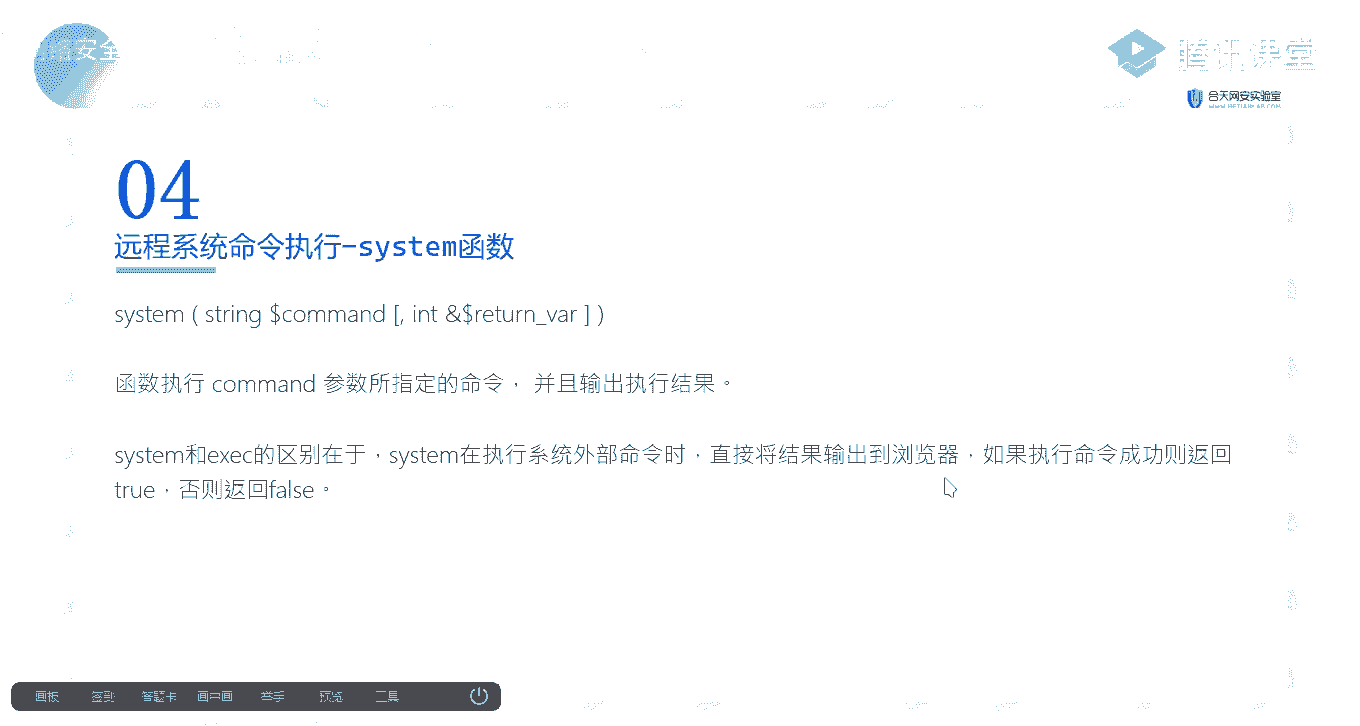 安全
腾讯课堂
合天网安实验室
WWW.HETIANLAB.COM
04
远程系统命令执行-system函数
system ( string $command [, int &$return_var ] )
函数执行 command 参数所指定的命令， 并且输出执行结果。
system和exec的区别在于，system在执行系统外部命令时，直接将结果输出到浏览器，如果执行命令成功则返回
true，否则返回false。
画板 签到 答题卡 画中画 举手 预览 工具